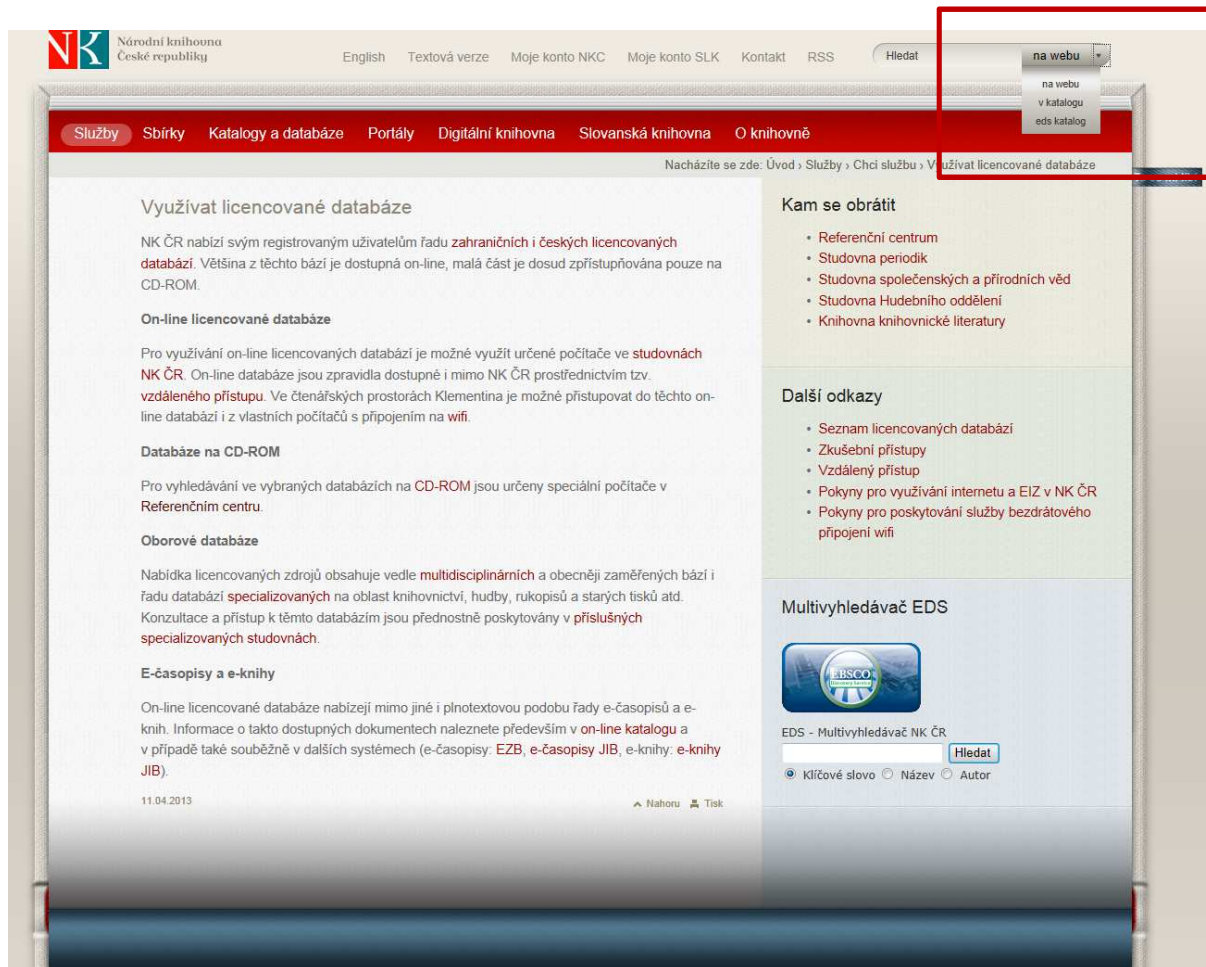 NK Národní knihovna
České republiky
English Textová verze Moje konto NKC Moje konto SLK Kontakt RSS Hledat na webu
na webu
v katalogu
eds katalog
Služby Sbírky Katalogy a databáze Portály Digitální knihovna Slovanská knihovna O knihovně
Nacházíte se zde: Úvod › Služby › Chci službu › Využívat licencované databáze
Využívat licencované databáze
NK ČR nabízí svým registrovaným uživatelům řadu zahraničních i českých licencovaných
databází. Většina z těchto bází je dostupná on-line, malá část je dosud zpřístupňována pouze na
CD-ROM.
On-line licencované databáze
Pro využívání on-line licencovaných databází je možné využít určené počítače ve studovnách
NK ČR. On-line databáze jsou zpravidla dostupné i mimo NK ČR prostřednictvím tzv.
vzdáleného přístupu. Ve čtenářských prostorách Klementina je možné přistupovat do těchto on-
line databází i z vlastních počítačů s připojením na wifi.
Databáze na CD-ROM
Pro vyhledávání ve vybraných databázích na CD-ROM jsou určeny speciální počítače v
Referenčním centru.
Oborové databáze
Nabídka licencovaných zdrojů obsahuje vedle multidisciplinárních a obecněji zaměřených bází i
řadu databází specializovaných na oblast knihovnictví, hudby, rukopisů a starých tisků atd.
Konzultace a přístup k těmto databázím jsou přednostně poskytovány v příslušných
specializovaných studovnách.
E-časopisy a e-knihy
On-line licencované databáze nabízejí mimo jiné i plnotextovou podobu řady e-časopisů a e-
knih. Informace o takto dostupných dokumentech naleznete především v on-line katalogu a
v případě také souběžně v dalších systémech (e-časopisy: EZB, e-časopisy JIB, e-knihy: e-knihy
JIB).
11.04.2013 Nahoru Tisk
Kam se obrátit
• Referenční centrum
• Studovna periodik
• Studovna společenských a přírodních věd
• Studovna Hudebního oddělení
• Knihovna knihovnické literatury
Další odkazy
• Seznam licencovaných databází
• Zkušební přístupy
• Vzdálený přístup
• Pokyny pro využívání internetu a EIZ v NK ČR
• Pokyny pro poskytování služby bezdrátového
připojení wifi
Multivyhledávač EDS
EBSCO
Discovery Service
EDS - Multivyhledávač NK ČR
Hledat
Klíčové slovo Název Autor